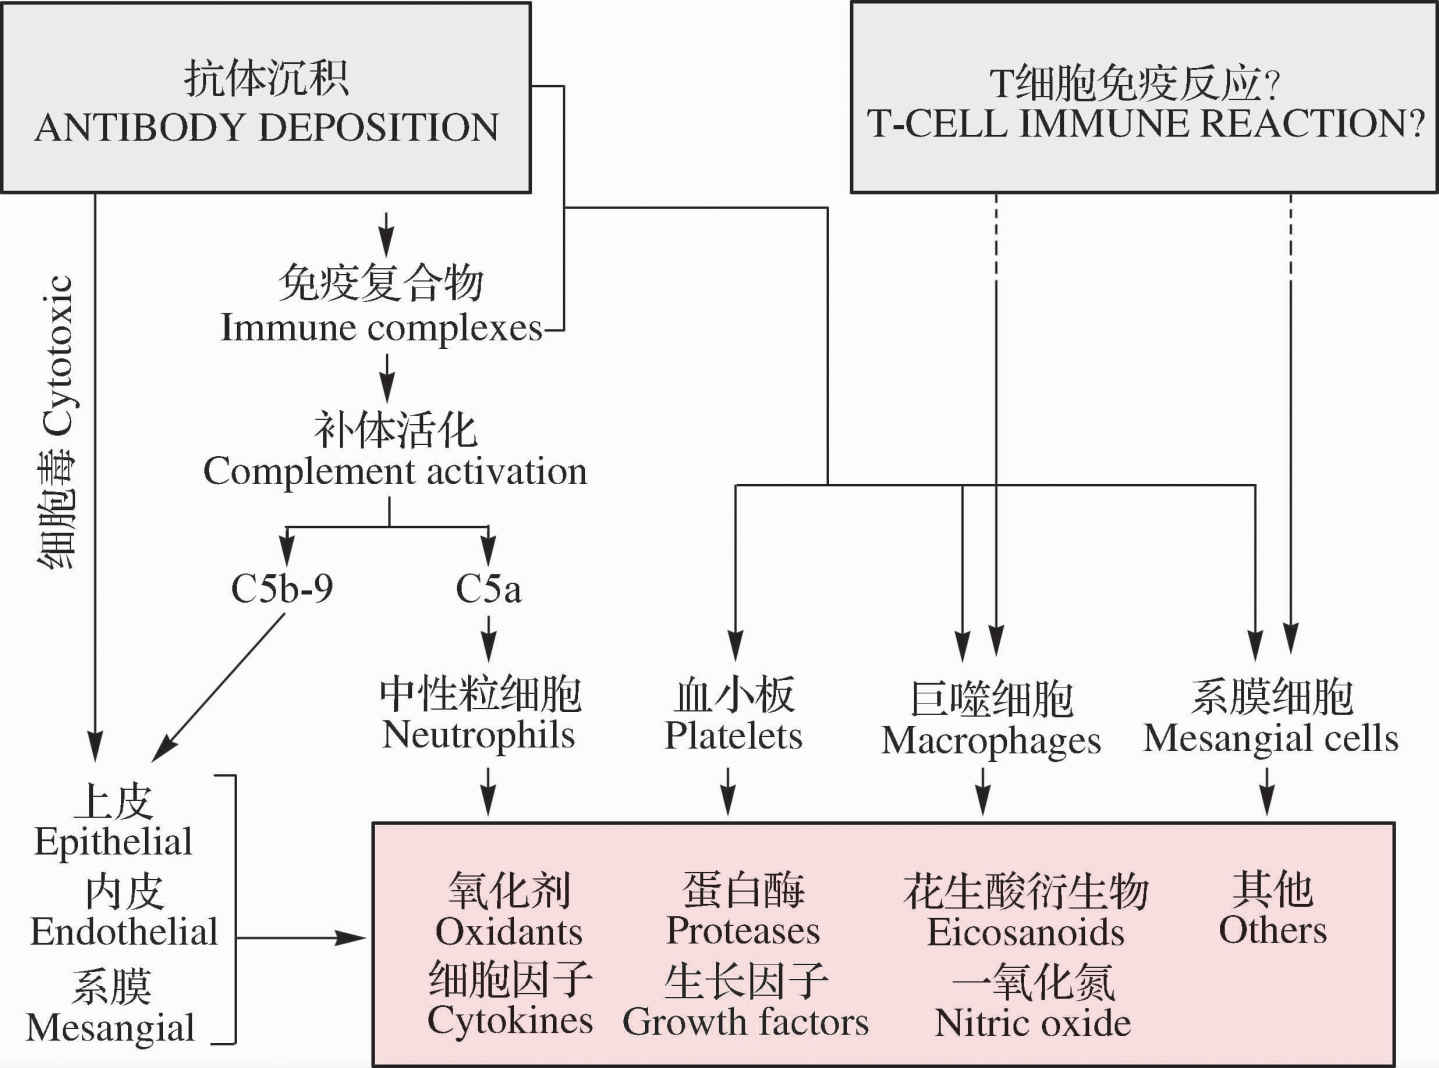 抗体沉积
ANTIBODY DEPOSITION
T细胞免疫反应?
T-CELL IMMUNE REACTION?
细胞毒 Cytotoxic
免疫复合物
Immune complexes
补体活化
Complement activation
C5b-9
C5a
中性粒细胞
Neutrophils
血小板
Platelets
巨噬细胞
Macrophages
系膜细胞
Mesangial cells
上皮
Epithelial
内皮
Endothelial
系膜
Mesangial
氧化剂
Oxidants
蛋白酶
Proteases
花生酸衍生物
Eicosanoids
其他
Others
细胞因子
Cytokines
生长因子
Growth factors
一氧化氮
Nitric oxide